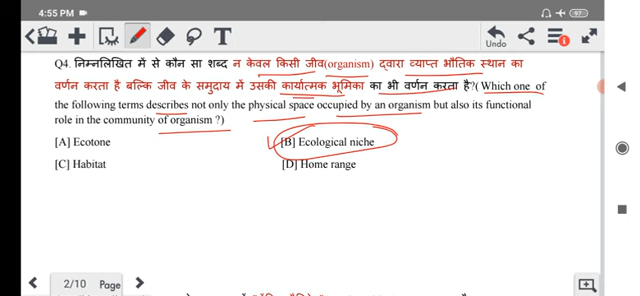 4:55 PM
97
Undo
Q4. निम्नलिखित में से कौन सा शब्द न केवल किसी जीव(organism) द्वारा व्याप्त भौतिक स्थान का
वर्णन करता है बल्कि जीव के समुदाय में उसकी कार्यात्मक भूमिका का भी वर्णन करता है?( Which one of
the following terms describes not only the physical space occupied by an organism but also its functional
role in the community of organism ?)
[A] Ecotone [B] Ecological niche
[C] Habitat [D] Home range
2/10 Page